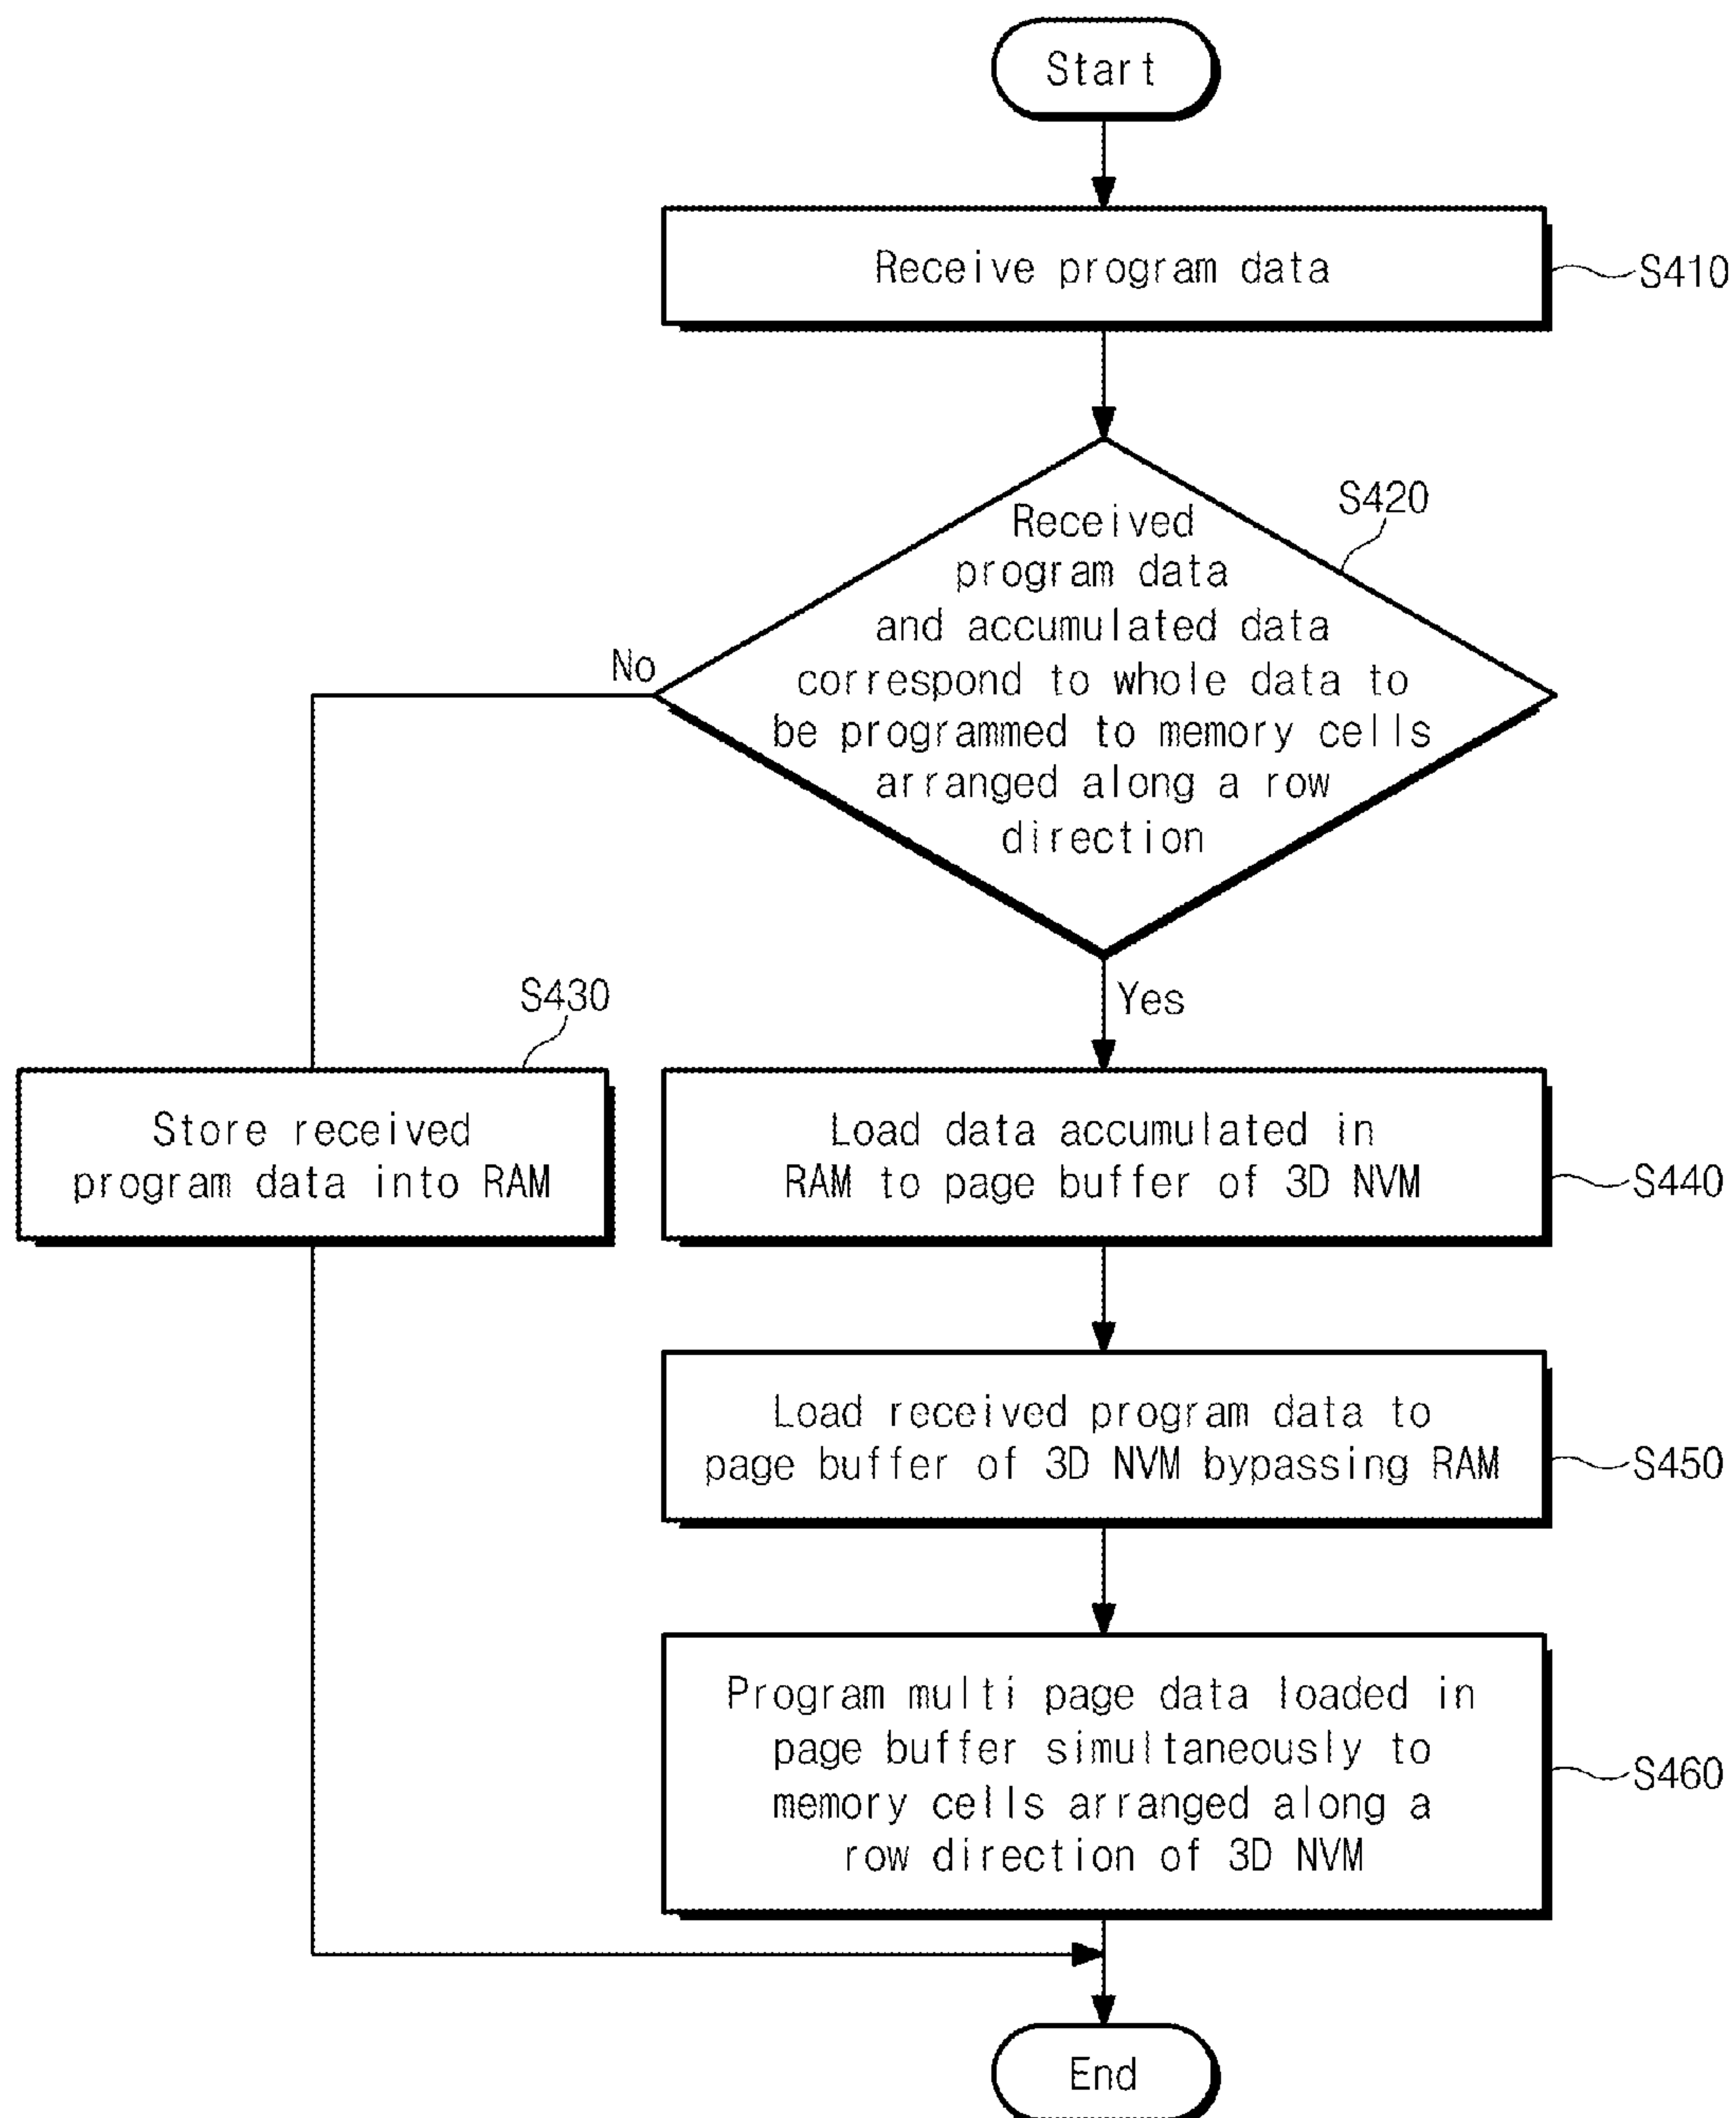 Start
Receive program data
S410
S420
Received
program data
and accumulated data
correspond to whole data to
be programmed to memory cells
arranged along a row
direction
No
Yes
S430
Store received
program data into RAM
Load data accumulated in
RAM to page buffer of 3D NVM
S440
Load received program data to
page buffer of 3D NVM bypassing RAM
S450
Program multi page data loaded in
page buffer simultaneously to
memory cells arranged along a
row direction of 3D NVM
S460
End